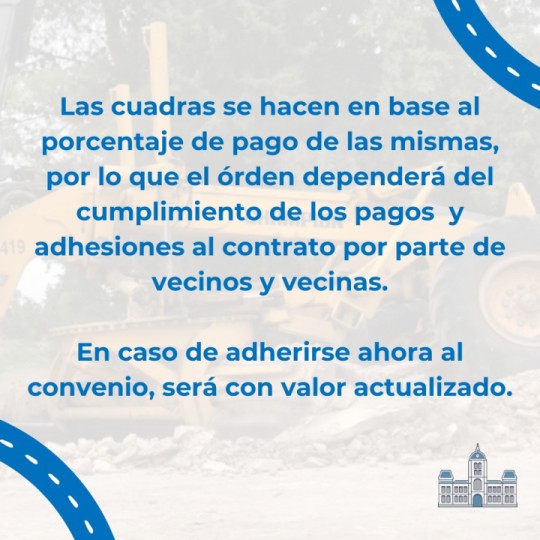 Las cuadras se hacen en base al
porcentaje de pago de las mismas,
por lo que el órden dependerá del
cumplimiento de los pagos y
adhesiones al contrato por parte de
vecinos y vecinas.
En caso de adherirse ahora al
convenio, será con valor actualizado.
419